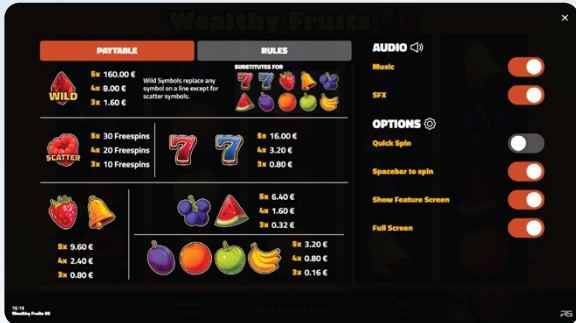 Wealthy Fruits 50
PAYTABLE
RULES
WILD
5x 160.00 €
4x 8.00 €
3x 1.60 €
Wild Symbols replace any
symbol on a line except for
scatter symbols.
SUBSTITUTES FOR
SCATTER
5x 30 Freespins
4x 20 Freespins
3x 10 Freespins
7 7
5x 16.00 €
4x 3.20 €
3x 0.80 €
5x 9.60 €
4x 2.40 €
3x 0.80 €
5x 6.40 €
4x 1.60 €
3x 0.32 €
5x 3.20 €
4x 0.80 €
3x 0.16 €
AUDIO
Music
SFX
OPTIONS
Quick Spin
Spacebar to spin
Show Feature Screen
Full Screen
Wealthy Fruits 50